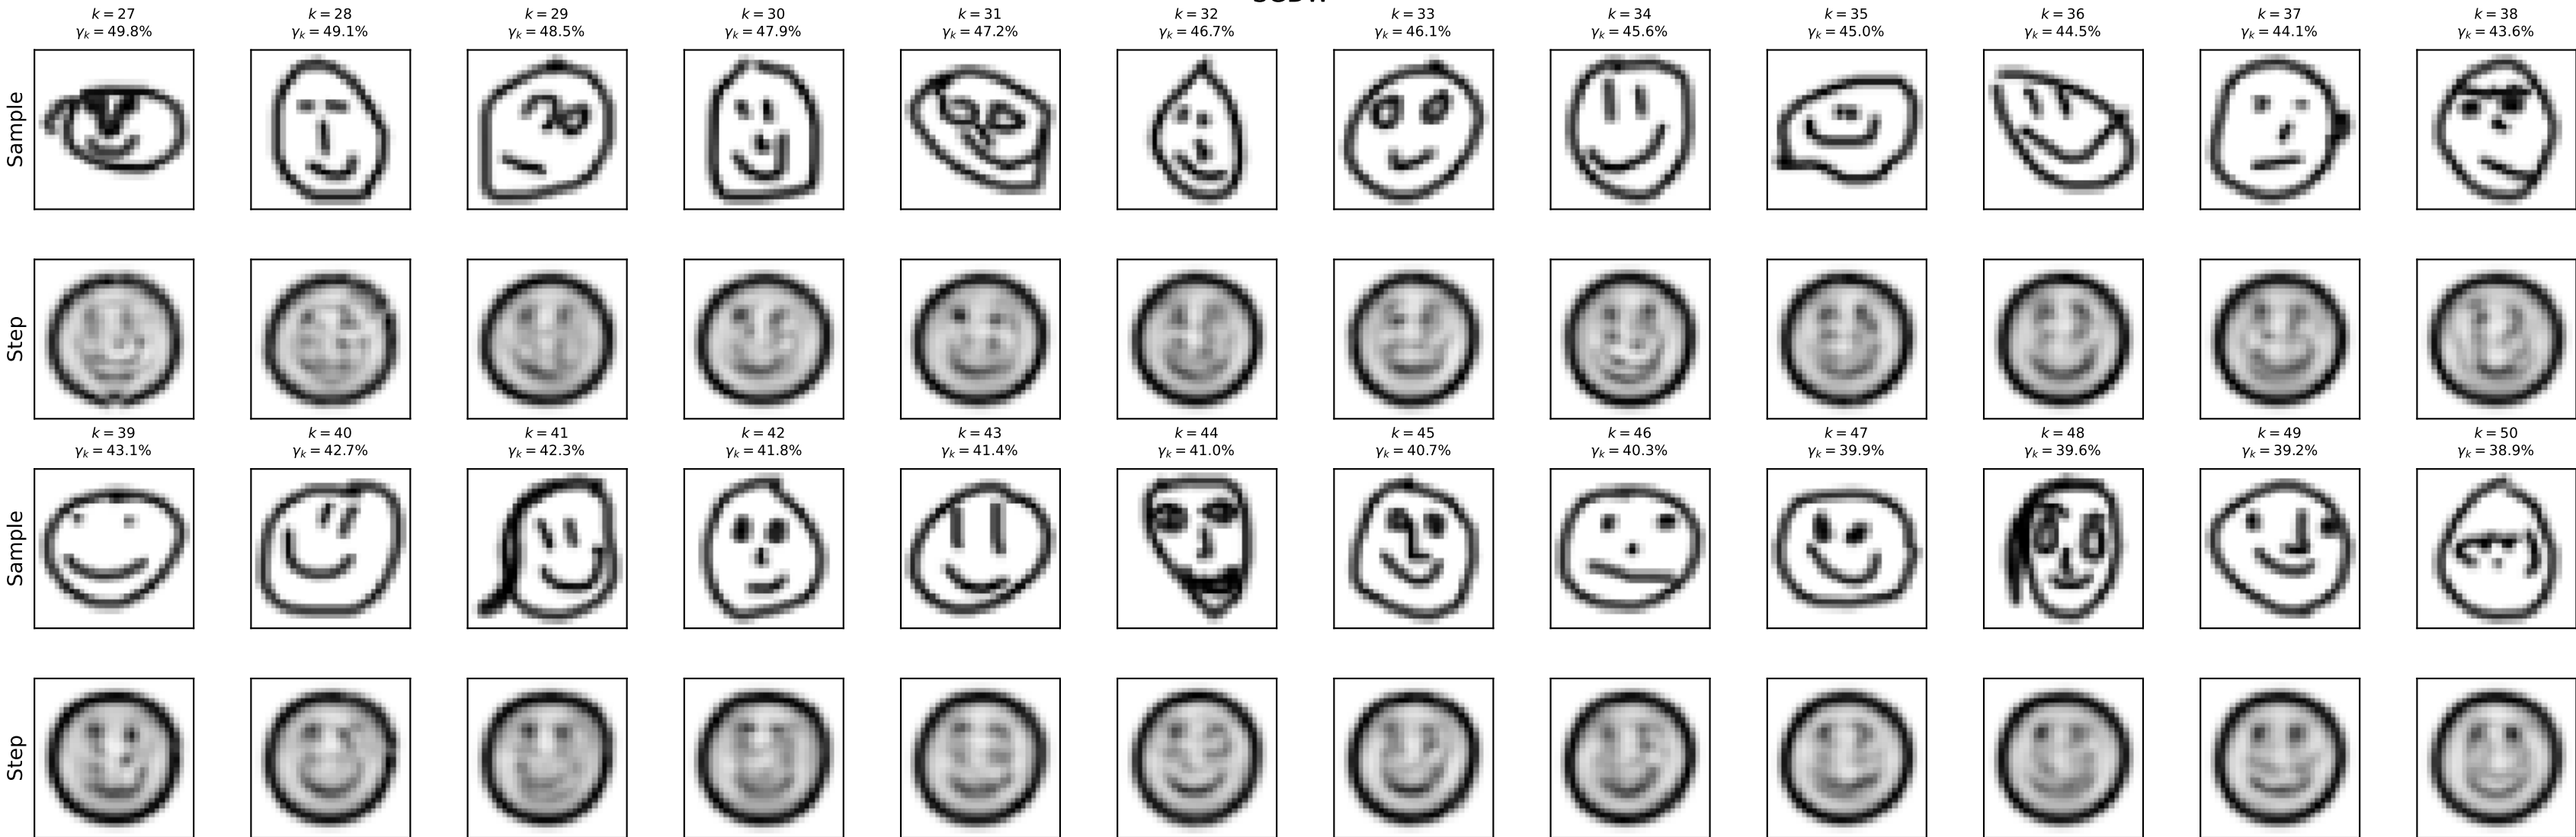 k = 27
γk = 49.8%
k = 28
γk = 49.1%
k = 29
γk = 48.5%
k = 30
γk = 47.9%
k = 31
γk = 47.2%
k = 32
γk = 46.7%
k = 33
γk = 46.1%
k = 34
γk = 45.6%
k = 35
γk = 45.0%
k = 36
γk = 44.5%
k = 37
γk = 44.1%
k = 38
γk = 43.6%
Sample
Step
k = 39
γk = 43.1%
k = 40
γk = 42.7%
k = 41
γk = 42.3%
k = 42
γk = 41.8%
k = 43
γk = 41.4%
k = 44
γk = 41.0%
k = 45
γk = 40.7%
k = 46
γk = 40.3%
k = 47
γk = 39.9%
k = 48
γk = 39.6%
k = 49
γk = 39.2%
k = 50
γk = 38.9%
Sample
Step